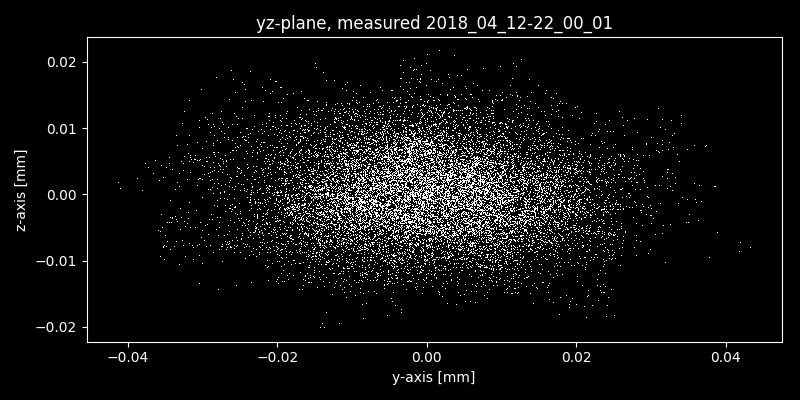 yz-plane, measured 2018_04_12-22_00_01
0.02
0.01
0.00
−0.01
−0.02
z-axis [mm]
−0.04 −0.02 0.00 0.02 0.04
y-axis [mm]